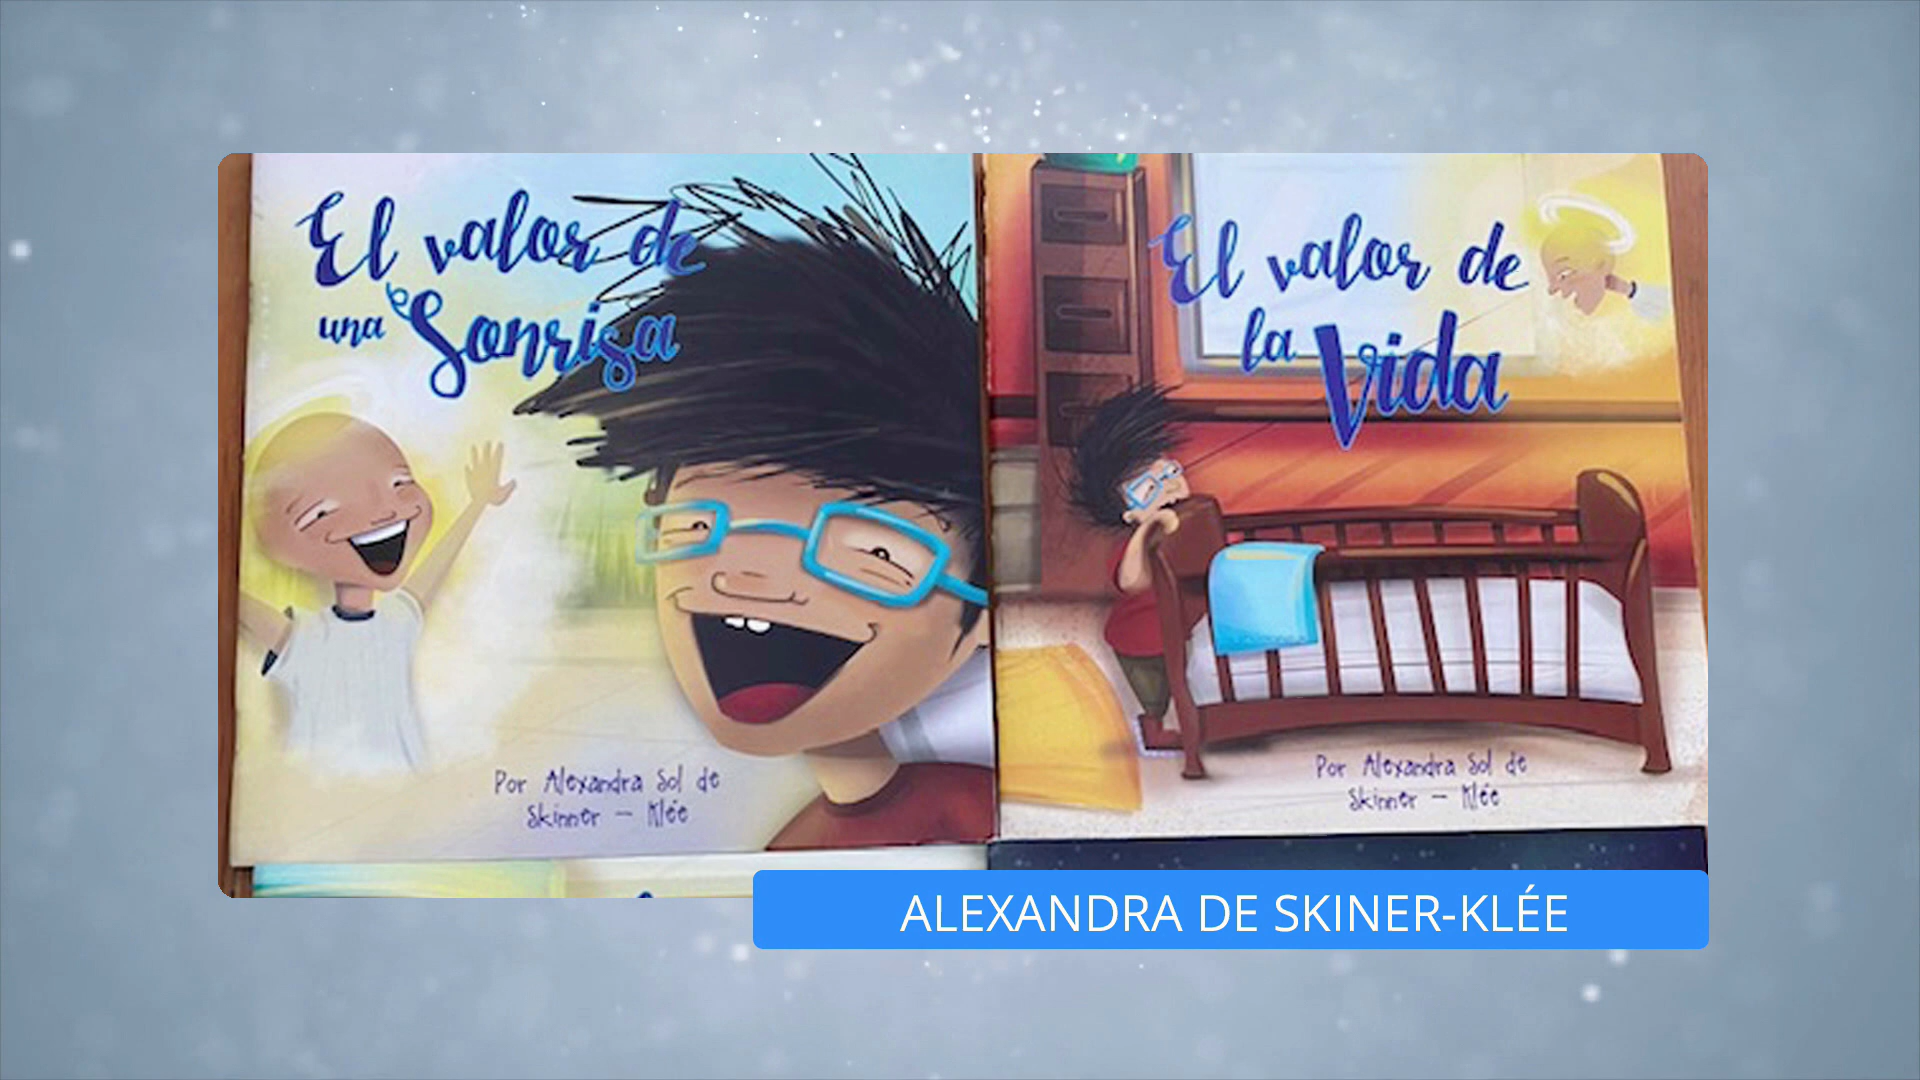 El valor de
una Sonrisa
Por Alexandra Sol de
Skinner - Klée
El valor de
la Vida
Por Alexandra Sol de
Skinner - Klée
ALEXANDRA DE SKINER-KLÉE